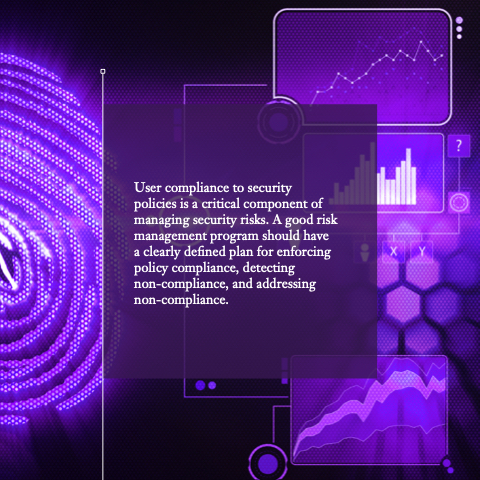 ?
User compliance to security
policies is a critical component of
managing security risks. A good risk
management program should have
a clearly defined plan for enforcing
X Y
policy compliance, detecting
non-compliance, and addressing
non-compliance.